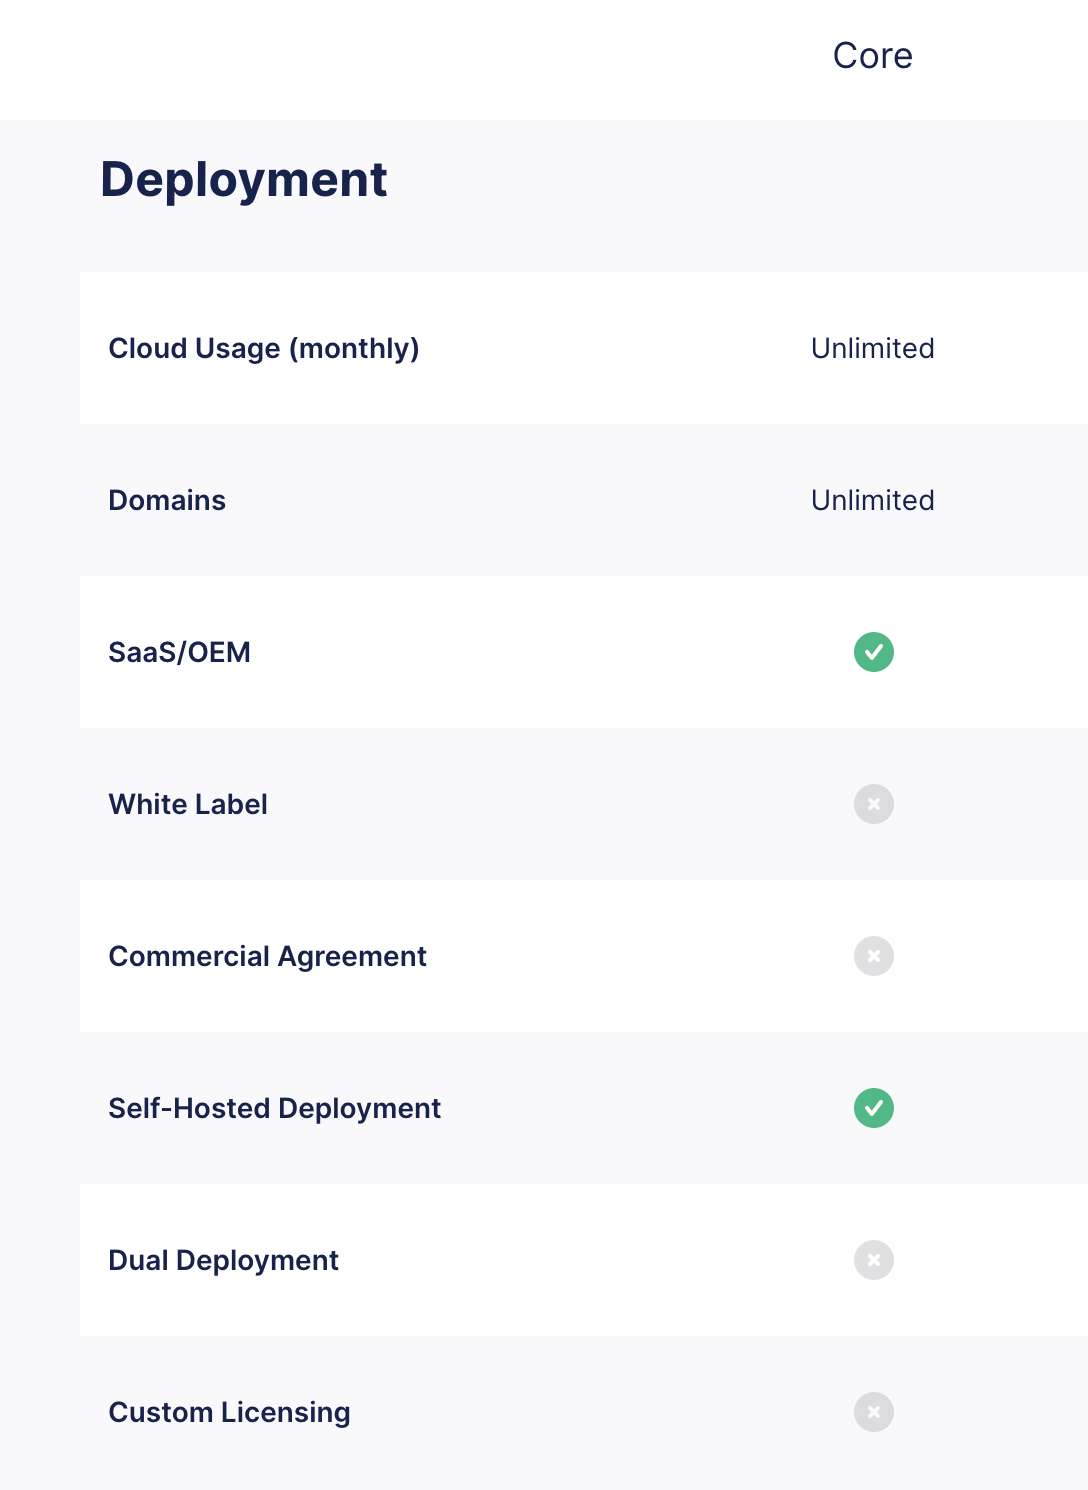 Core
Deployment
Cloud Usage (monthly) Unlimited
Domains Unlimited
SaaS/OEM
White Label
Commercial Agreement
Self-Hosted Deployment
Dual Deployment
Custom Licensing